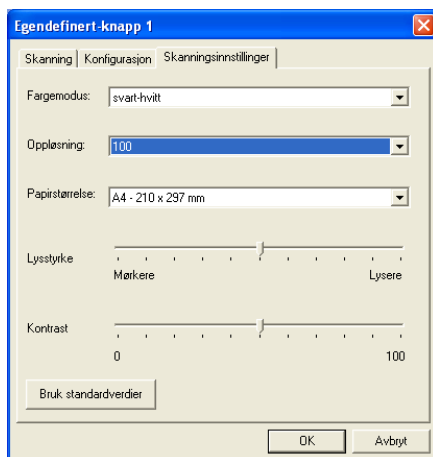 Egendefinert-knapp 1
Skanning Konfigurasjon Skanningsinnstillinger
Fargemodus: svart-hvitt
Oppløsning: 100
Papirstørrelse: A4 - 210 x 297 mm
Lysstyrke
Mørkere Lysere
Kontrast
0 100
Bruk standardverdier
OK Avbryt